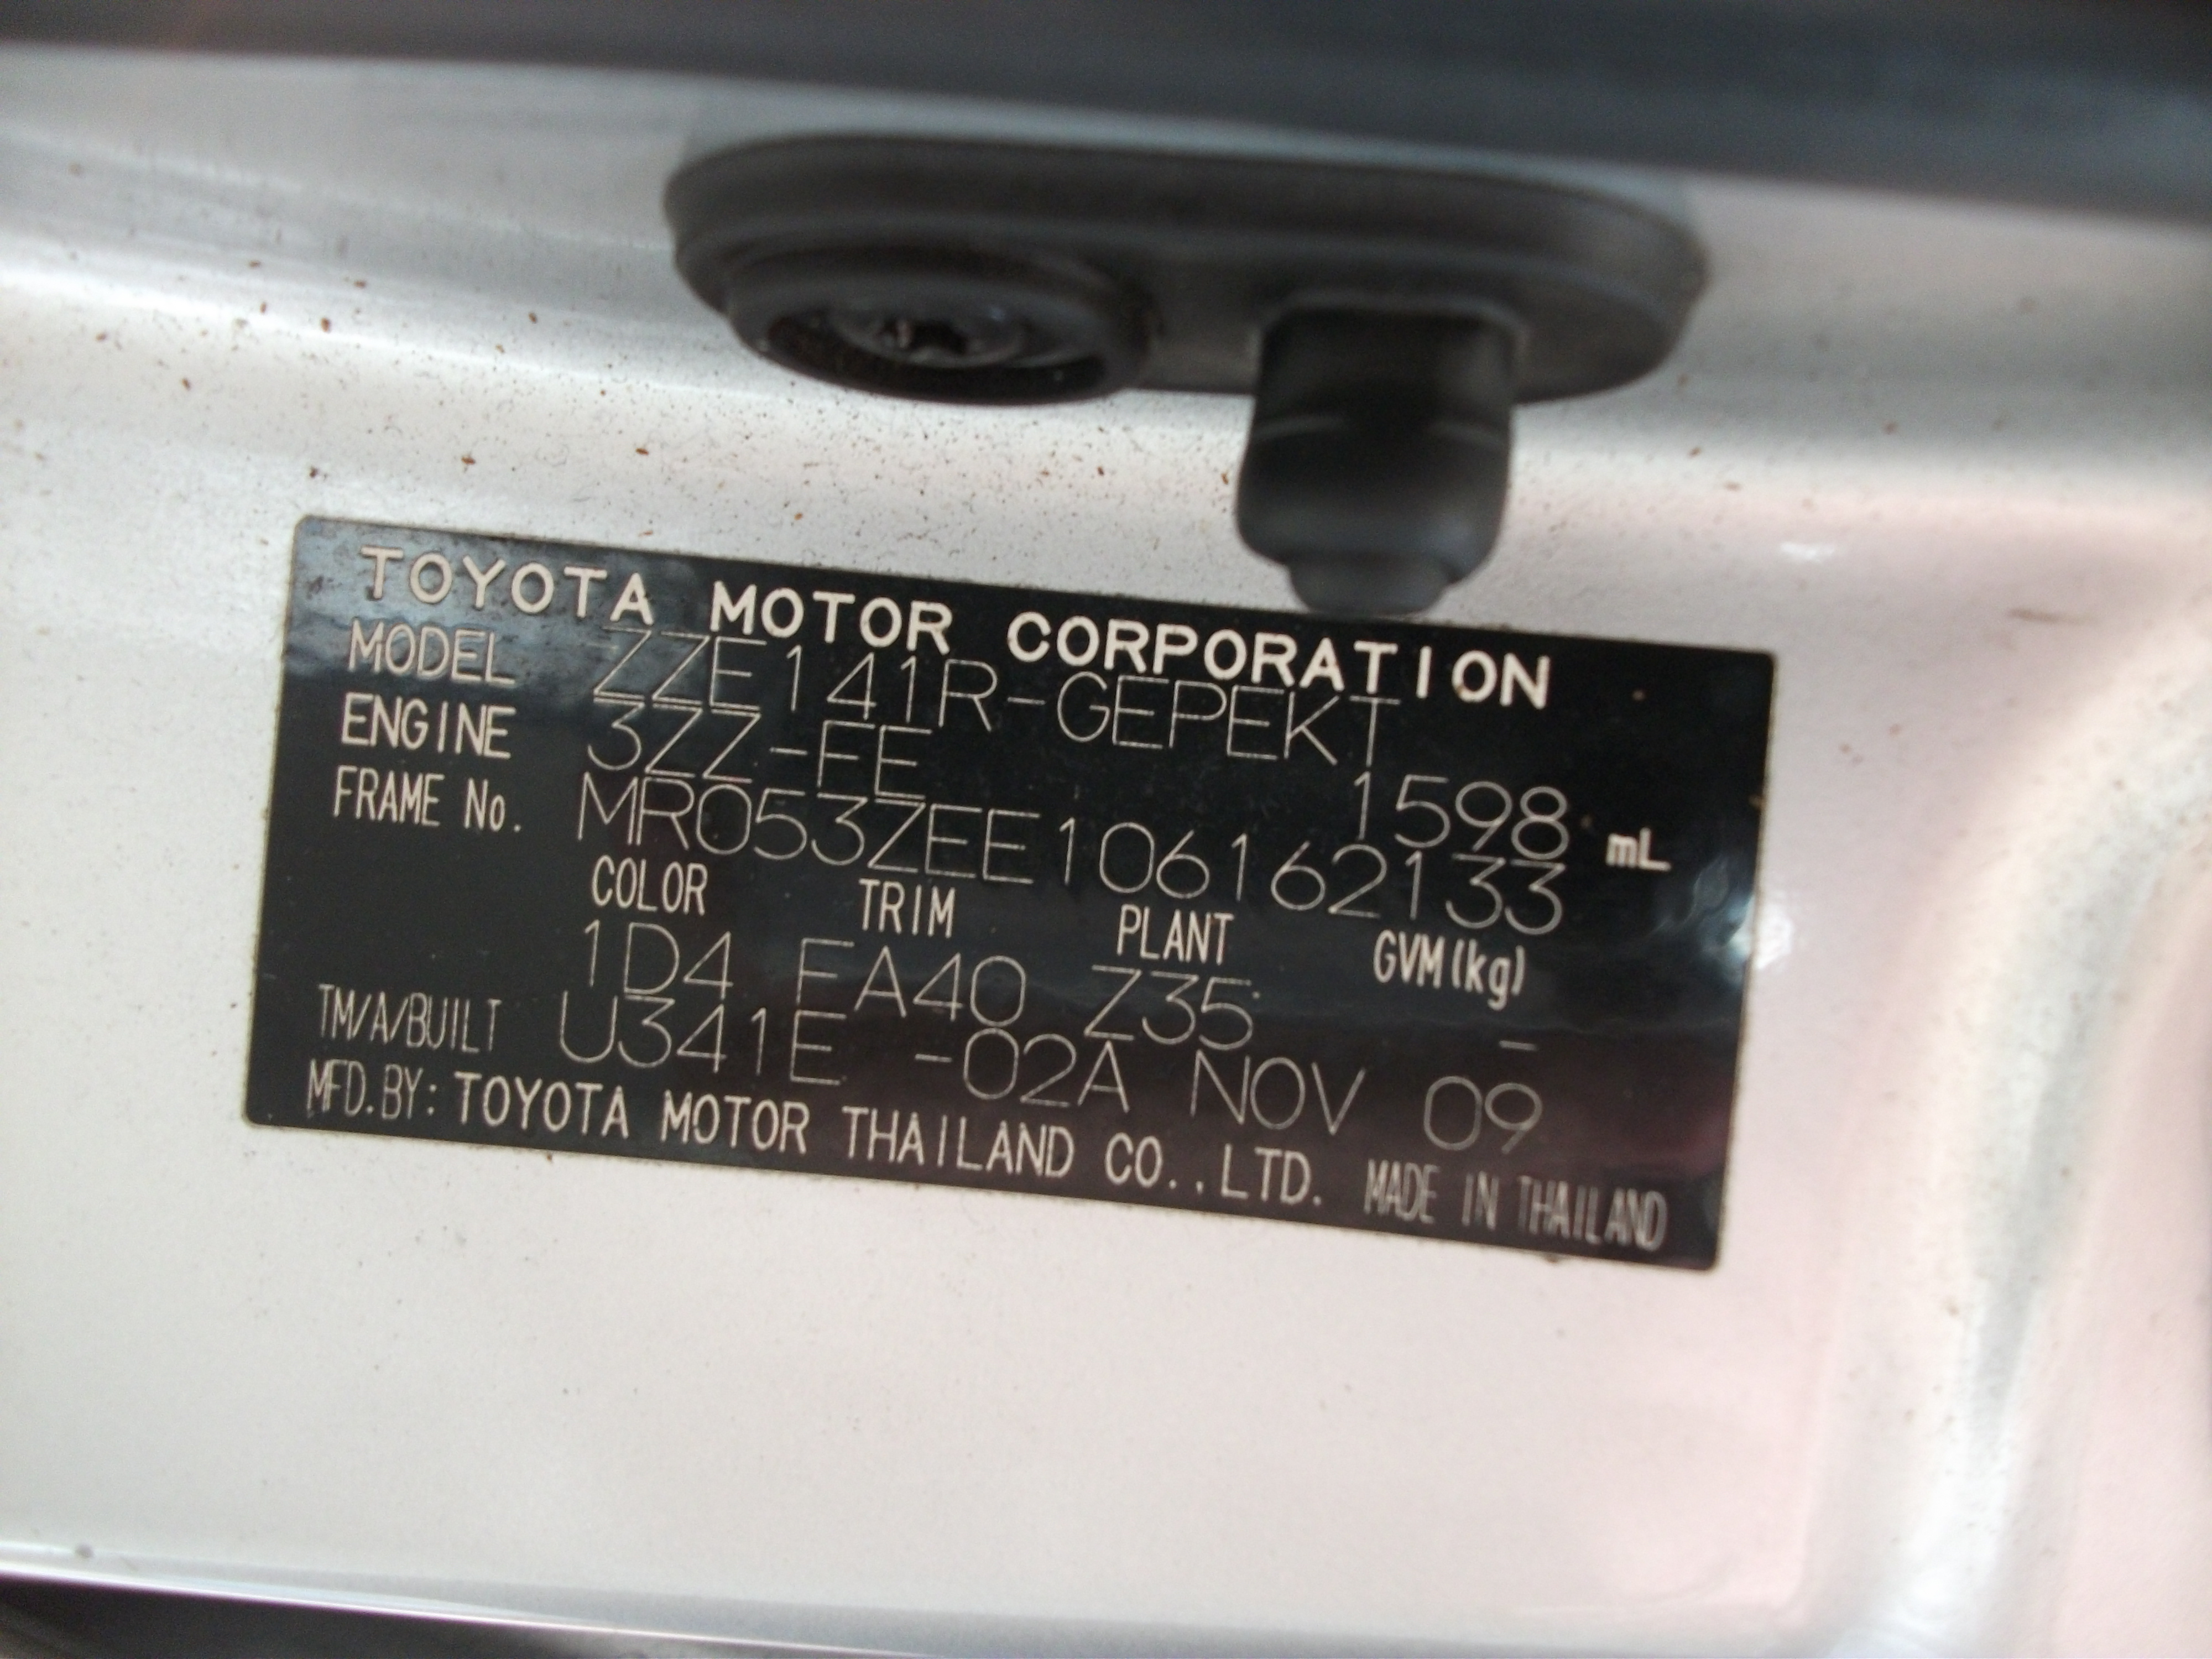 TOYOTA MOTOR CORPORATION
MODEL ZZE141R-GEPEKT
ENGINE 3ZZ-FE 1598 mL
FRAME No. MR053ZEE106162133
COLOR TRIM PLANT GVM(kg)
1D4 FA40 Z35 -
TM/A/BUILT U341E -02A NOV 09
MFD.BY: TOYOTA MOTOR THAILAND CO.,LTD. MADE IN THAILAND